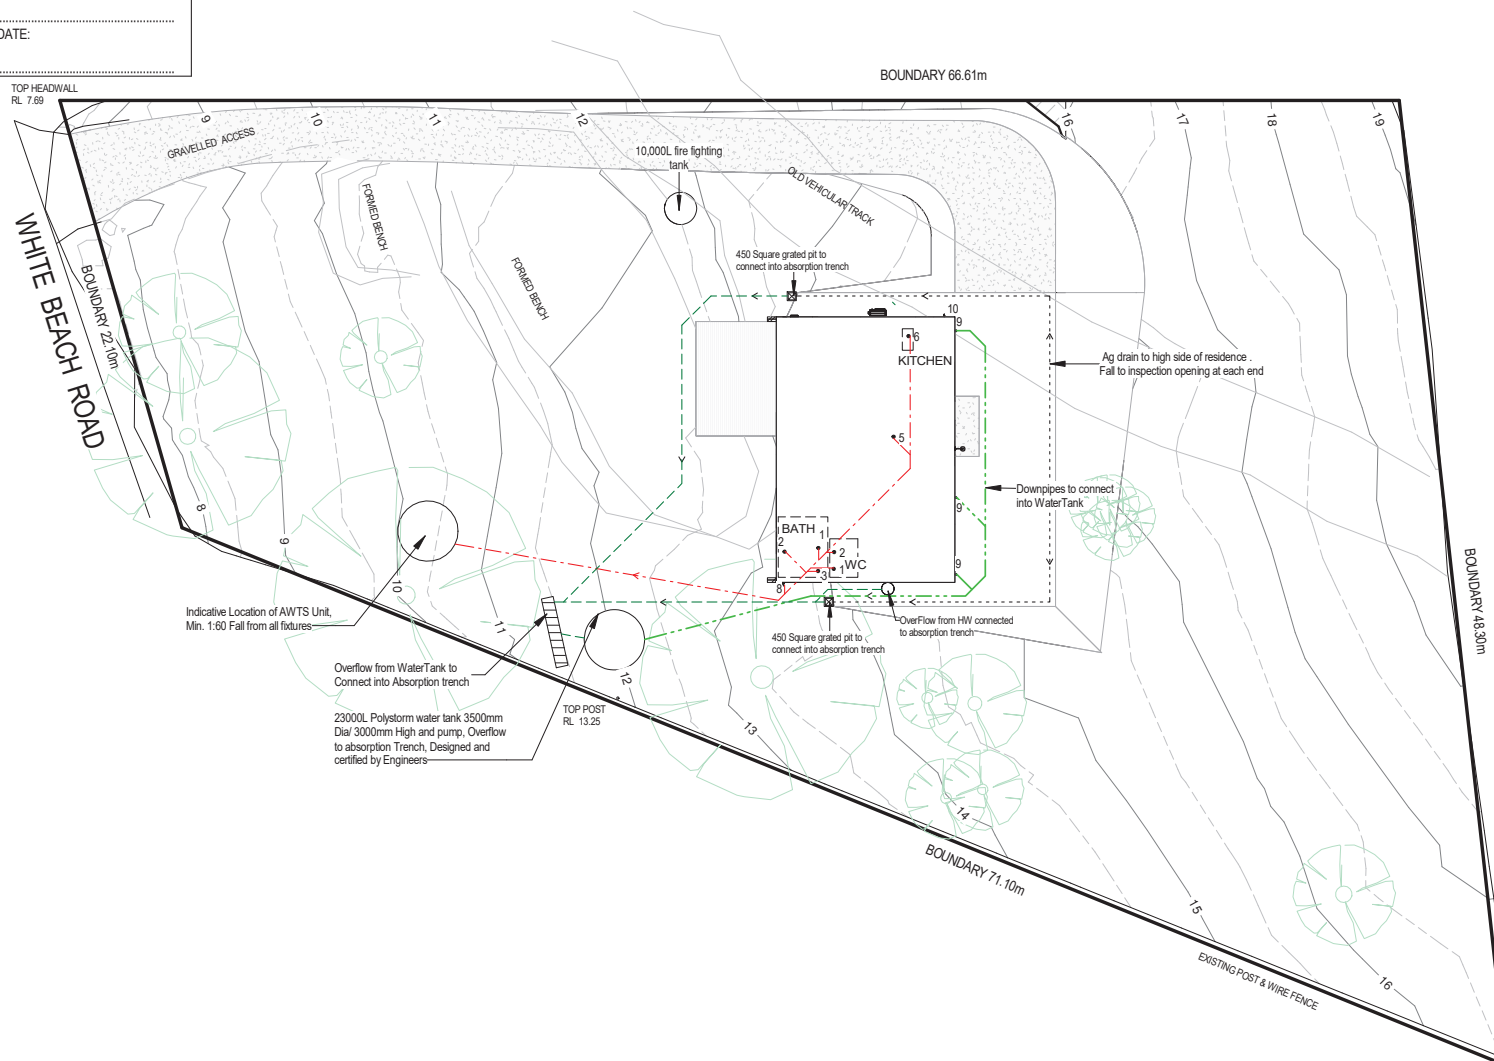 DATE:
TOP HEADWALL
RL 7.69
BOUNDARY 66.61m
9
10
11
12
16
17
18
19
GRAVELLED ACCESS
10,000L fire fighting
tank
OLD VEHICULAR TRACK
FORMED BENCH
FORMED BENCH
WHITE BEACH ROAD
BOUNDARY 22.10m
450 Square grated pit to
connect into absorption trench
10
9
6
KITCHEN
Ag drain to high side of residence .
Fall to inspection opening at each end
5
Downpipes to connect
into WaterTank
9
8
9
10
11
12
BATH
2
1
2
WC
1
3
8
9
Indicative Location of AWTS Unit,
Min. 1:60 Fall from all fixtures
OverFlow from HW connected
to absorption trench
450 Square grated pit to
connect into absorption trench
Overflow from WaterTank to
Connect into Absorption trench
TOP POST
RL 13.25
23000L Polystorm water tank 3500mm
Dia/ 3000mm High and pump, Overflow
to absorption Trench, Designed and
certified by Engineers
13
14
15
16
BOUNDARY 48.30m
BOUNDARY 71.10m
EXISTING POST & WIRE FENCE